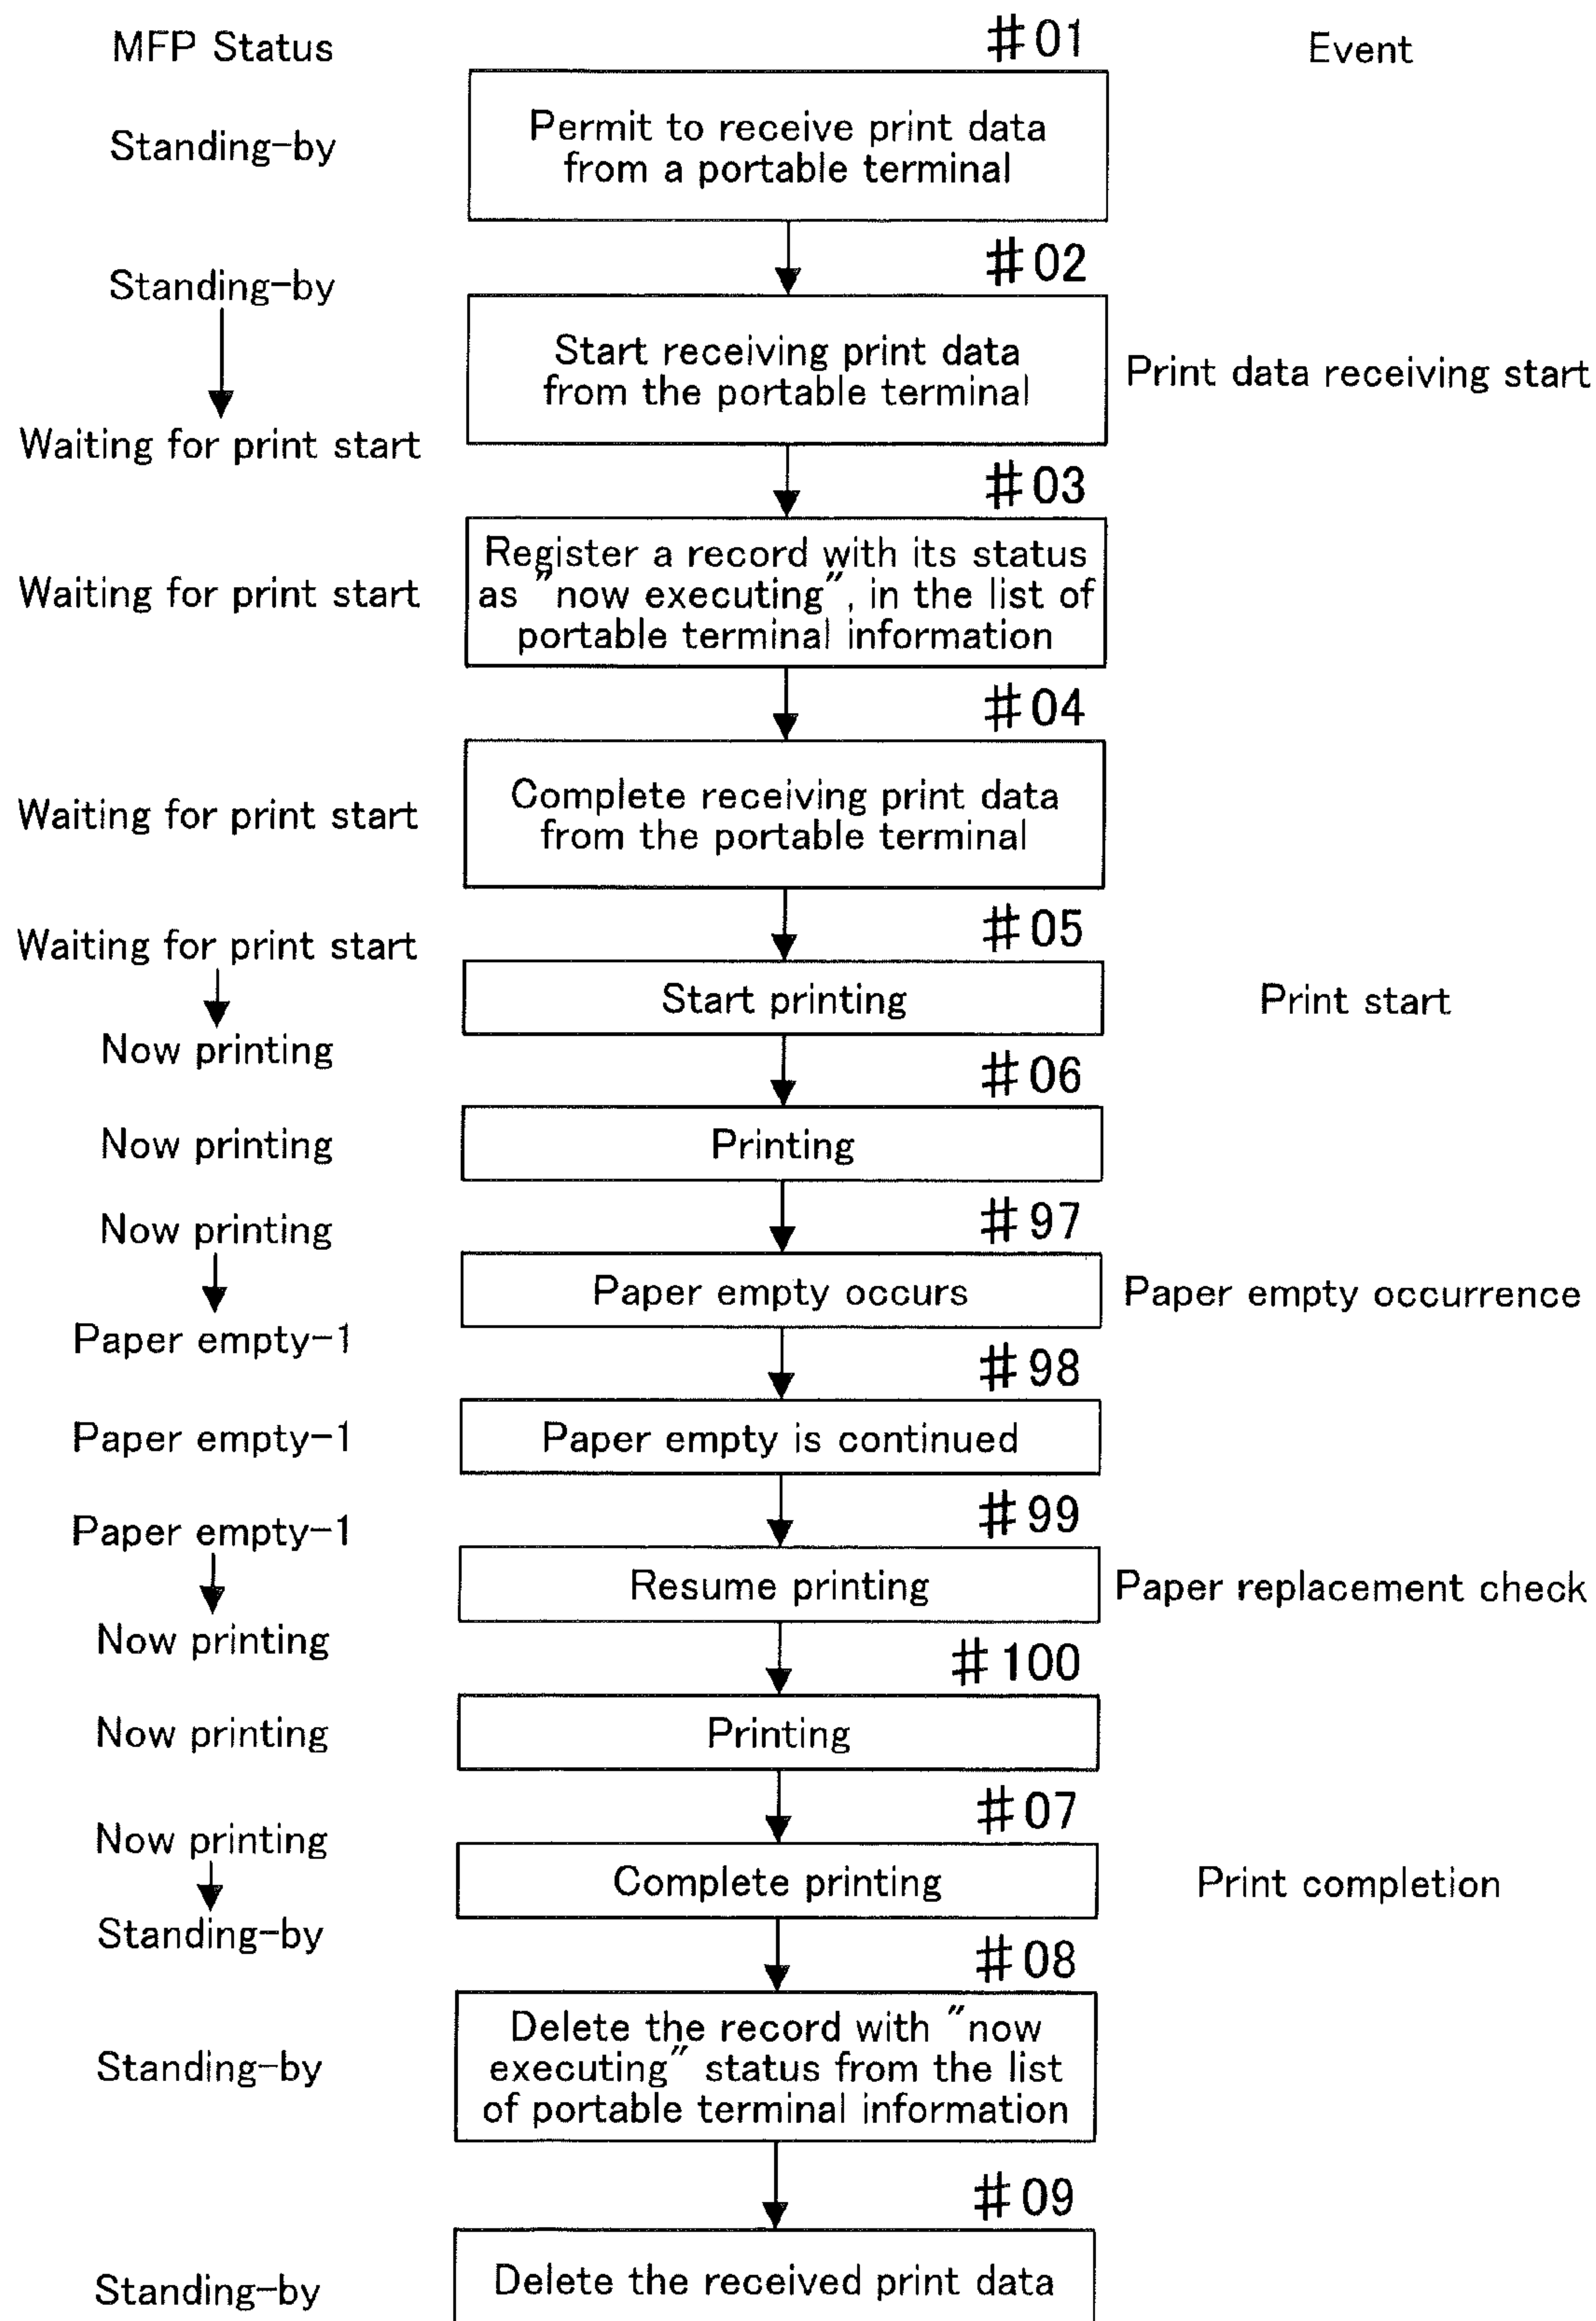 MFP Status
#01
Event
Standing-by
Permit to receive print data
from a portable terminal
#02
Standing-by
Start receiving print data
from the portable terminal
Print data receiving start
Waiting for print start
#03
Waiting for print start
Register a record with its status
as "now executing", in the list of
portable terminal information
#04
Waiting for print start
Complete receiving print data
from the portable terminal
#05
Waiting for print start
Start printing
Print start
Now printing
#06
Now printing
Printing
#97
Now printing
Paper empty occurs
Paper empty occurrence
Paper empty-1
#98
Paper empty-1
Paper empty is continued
#99
Paper empty-1
Resume printing
Paper replacement check
Now printing
#100
Now printing
Printing
#07
Now printing
Complete printing
Print completion
Standing-by
#08
Standing-by
Delete the record with "now
executing" status from the list
of portable terminal information
#09
Standing-by
Delete the received print data